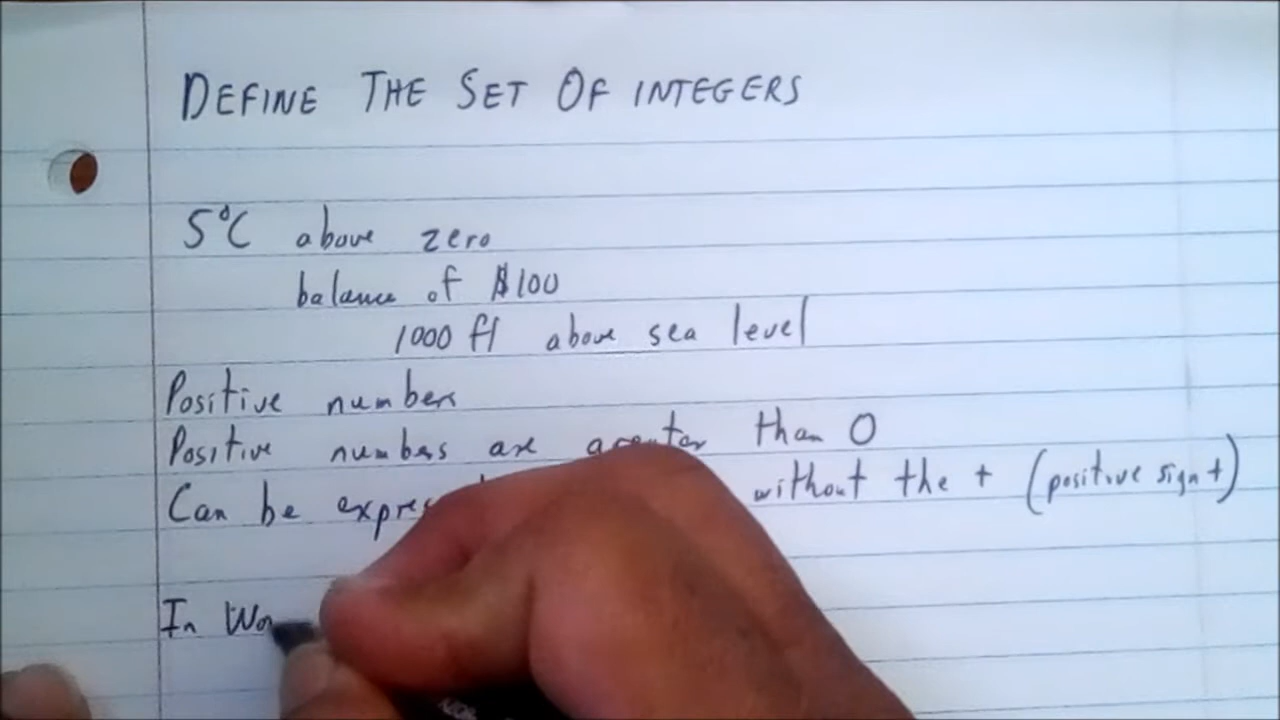 DEFINE THE SET OF INTEGERS
5°C above zero
balance of $100
1000 ft above sea level
Positive numbers
Positive numbers are greater than 0
Can be without the + (positive sign +)
In